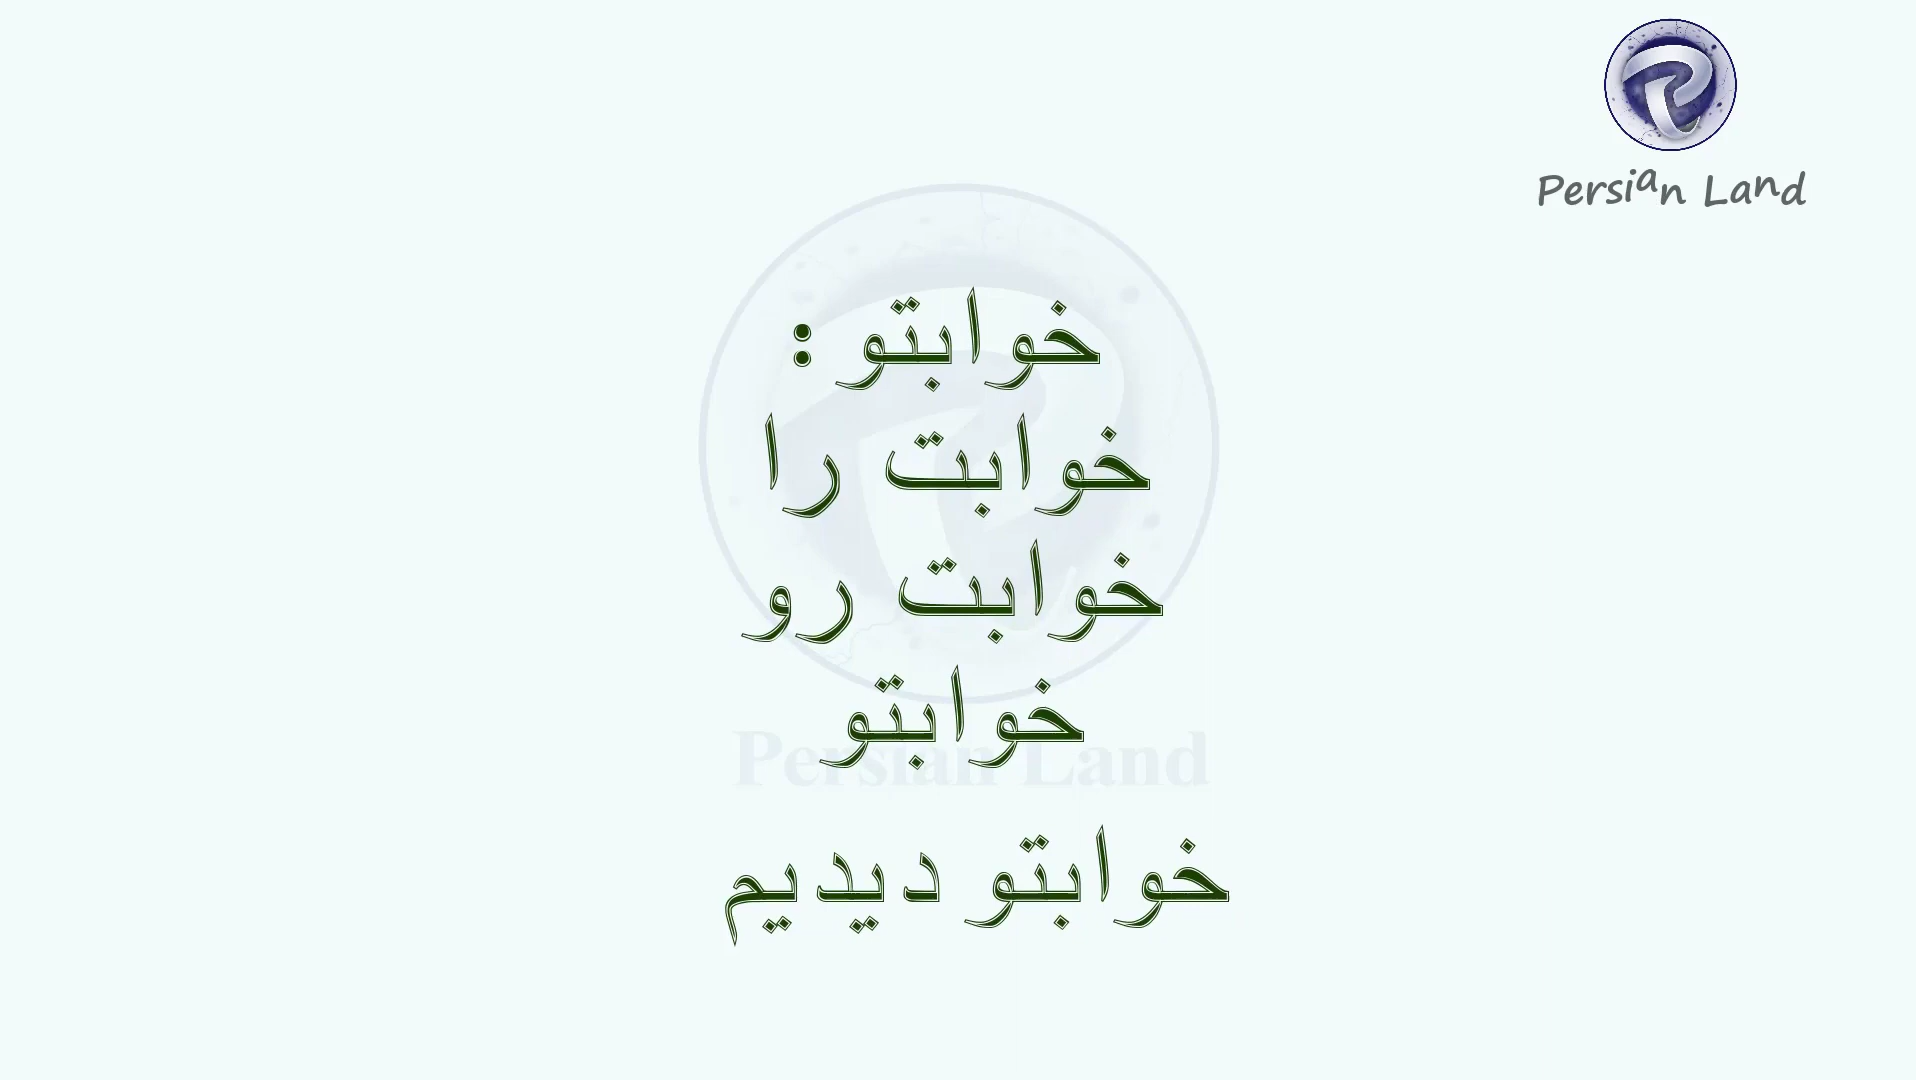 Persian Land
خوابتو :
خوابت را
خوابت رو
خوابتو
Persian Land
خوابتو دیدیم